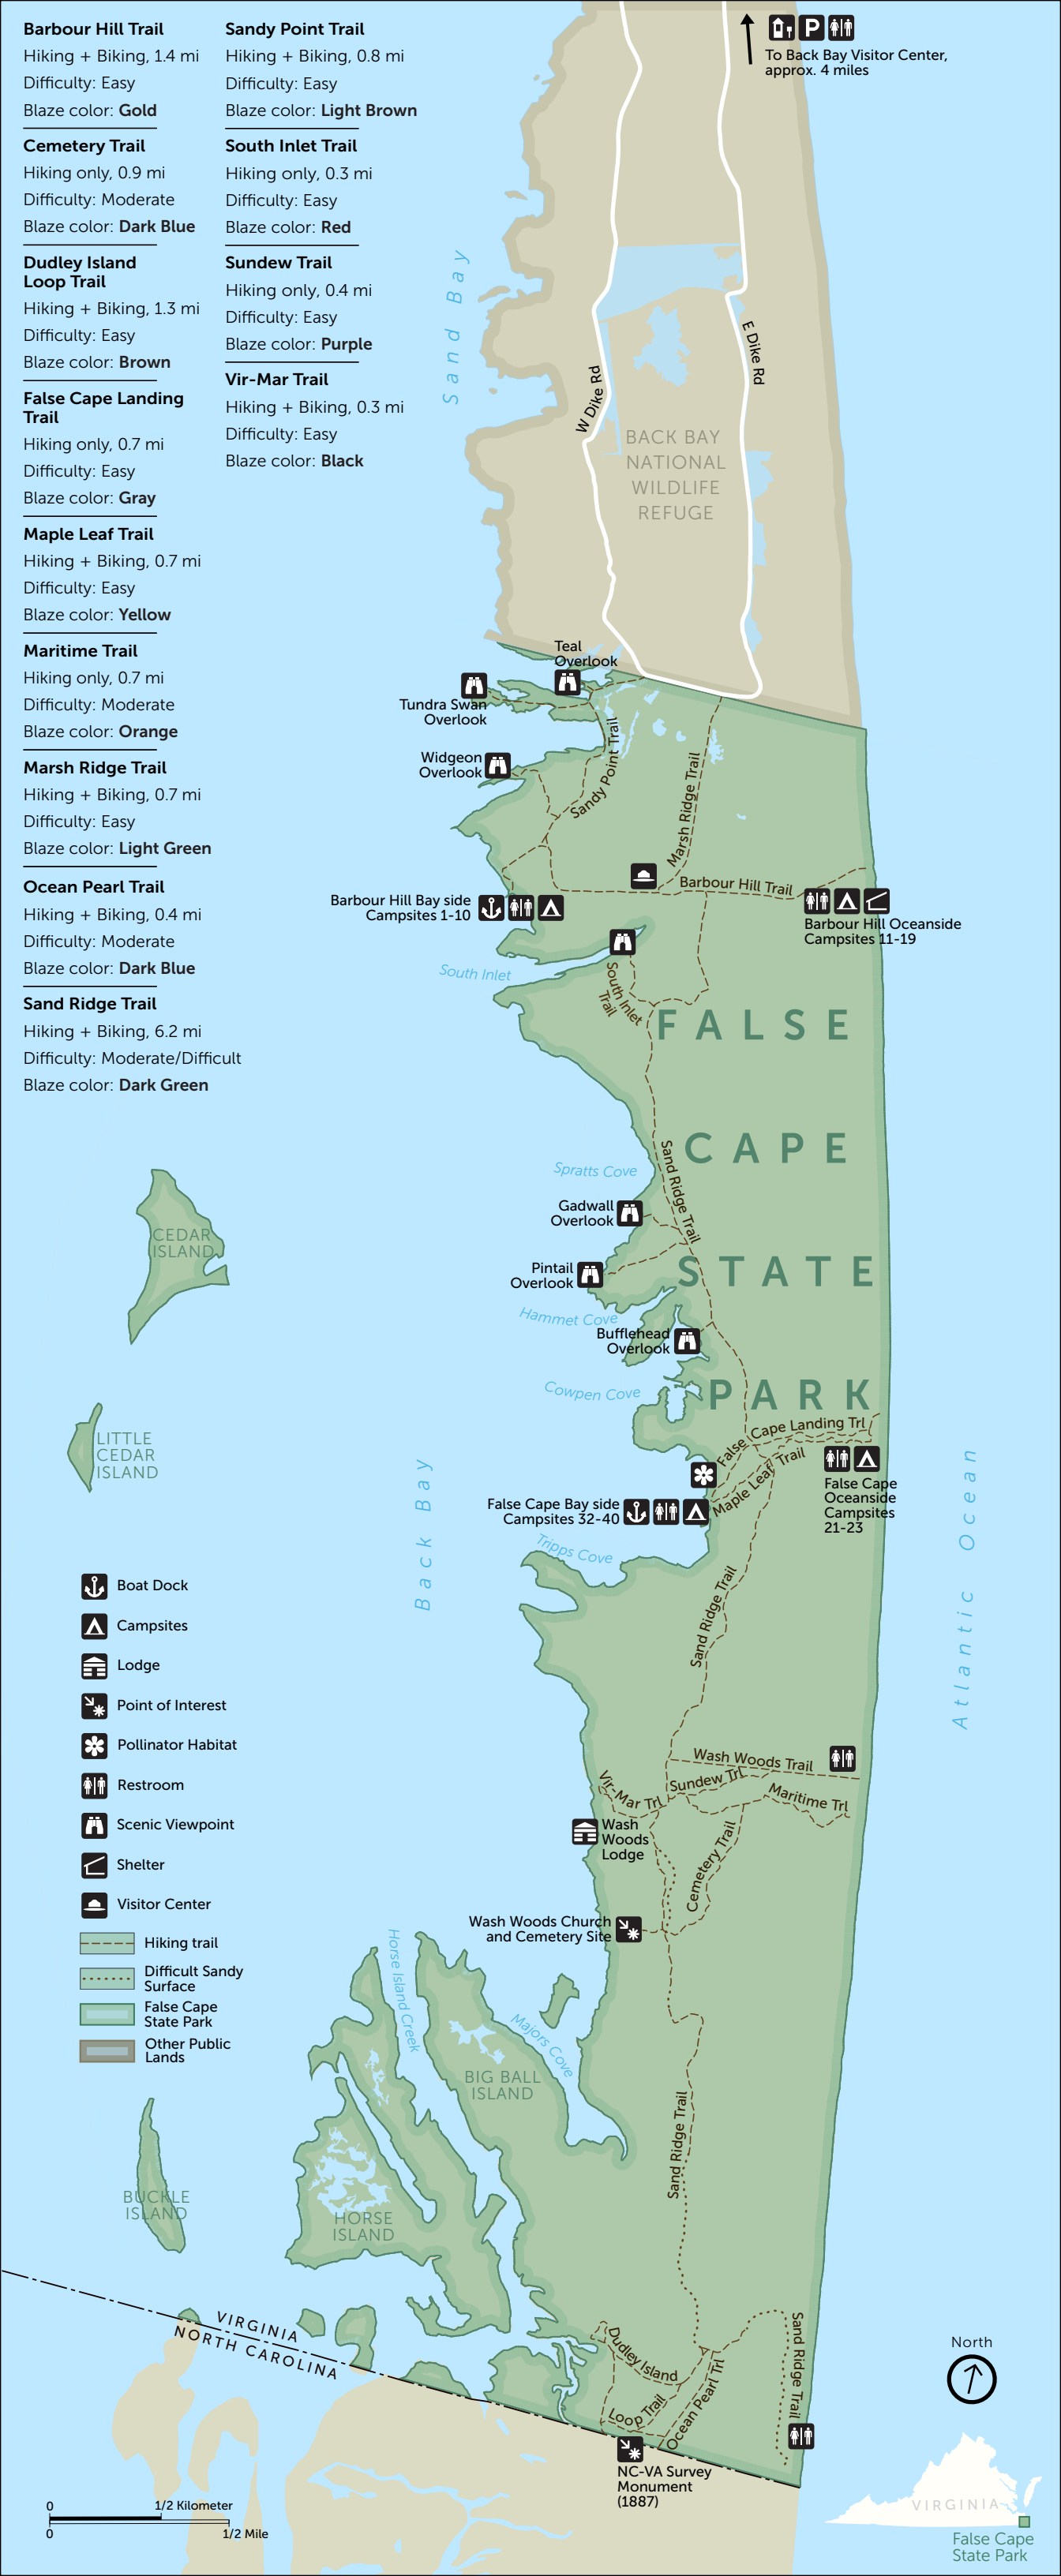 Barbour Hill Trail
Hiking + Biking, 1.4 mi
Difficulty: Easy
Blaze color: Gold
Cemetery Trail
Hiking only, 0.9 mi
Difficulty: Moderate
Blaze color: Dark Blue
Dudley Island
Loop Trail
Hiking + Biking, 1.3 mi
Difficulty: Easy
Blaze color: Brown
False Cape Landing
Trail
Hiking only, 0.7 mi
Difficulty: Easy
Blaze color: Gray
Maple Leaf Trail
Hiking + Biking, 0.7 mi
Difficulty: Easy
Blaze color: Yellow
Maritime Trail
Hiking only, 0.7 mi
Difficulty: Moderate
Blaze color: Orange
Marsh Ridge Trail
Hiking + Biking, 0.7 mi
Difficulty: Easy
Blaze color: Light Green
Ocean Pearl Trail
Hiking + Biking, 0.4 mi
Difficulty: Moderate
Blaze color: Dark Blue
Sand Ridge Trail
Hiking + Biking, 6.2 mi
Difficulty: Moderate/Difficult
Blaze color: Dark Green
Sandy Point Trail
Hiking + Biking, 0.8 mi
Difficulty: Easy
Blaze color: Light Brown
South Inlet Trail
Hiking only, 0.3 mi
Difficulty: Easy
Blaze color: Red
Sundew Trail
Hiking only, 0.4 mi
Difficulty: Easy
Blaze color: Purple
Vir-Mar Trail
Hiking + Biking, 0.3 mi
Difficulty: Easy
Blaze color: Black
P
To Back Bay Visitor Center,
approx. 4 miles
Sand Bay
W Dike Rd
E Dike Rd
BACK BAY
NATIONAL
WILDLIFE
REFUGE
Teal
Overlook
Tundra Swan
Overlook
Widgeon
Overlook
Sandy Point Trail
Marsh Ridge Trail
Barbour Hill Trail
Barbour Hill Bay side
Campsites 1-10
Barbour Hill Oceanside
Campsites 11-19
South Inlet
South Inlet
Trail
FALSE
CAPE
STATE
PARK
Spratts Cove
Sand Ridge Trail
Gadwall
Overlook
Pintail
Overlook
Hammet Cove
Bufflehead
Overlook
Cowpen Cove
False Cape Landing Trl
Maple Leaf Trail
False Cape Bay side
Campsites 32-40
False Cape
Oceanside
Campsites
21-23
Tripps Cove
Back Bay
Atlantic Ocean
CEDAR
ISLAND
LITTLE
CEDAR
ISLAND
Sand Ridge Trail
Wash Woods Trail
Sundew Trl
Vir-Mar Trl
Maritime Trl
Wash
Woods
Lodge
Cemetery Trail
Wash Woods Church
and Cemetery Site
Boat Dock
Campsites
Lodge
Point of Interest
Pollinator Habitat
Restroom
Scenic Viewpoint
Shelter
Visitor Center
Hiking trail
Difficult Sandy
Surface
False Cape
State Park
Other Public
Lands
Horse Island Creek
Majors Cove
BIG BALL
ISLAND
Sand Ridge Trail
BUCKLE
ISLAND
HORSE
ISLAND
VIRGINIA
NORTH CAROLINA
Dudley Island
Loop Trail
Ocean Pearl Trl
Sand Ridge Trail
NC-VA Survey
Monument
(1887)
North
0 1/2 Kilometer
0 1/2 Mile
VIRGINIA
False Cape
State Park